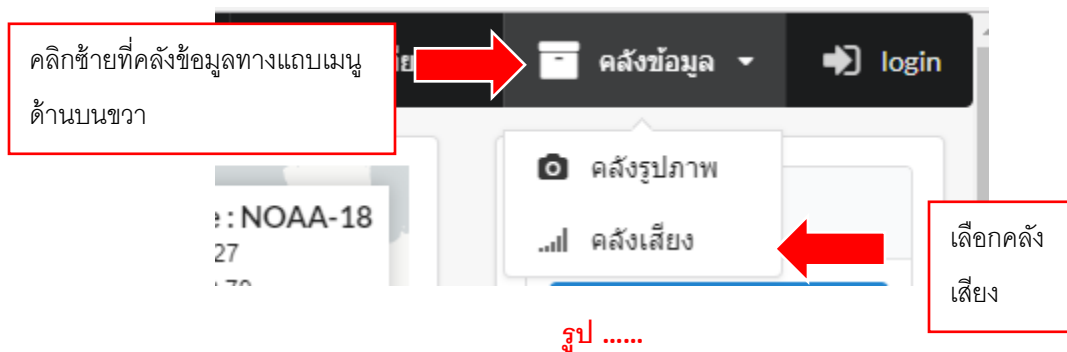 คลิกซ้ายที่คลังข้อมูลทางแถบเมนู
ด้านบนขวา
คลังข้อมูล
login
คลังรูปภาพ
คลังเสียง
: NOAA-18
27
เลือกคลัง
เสียง
รูป ......